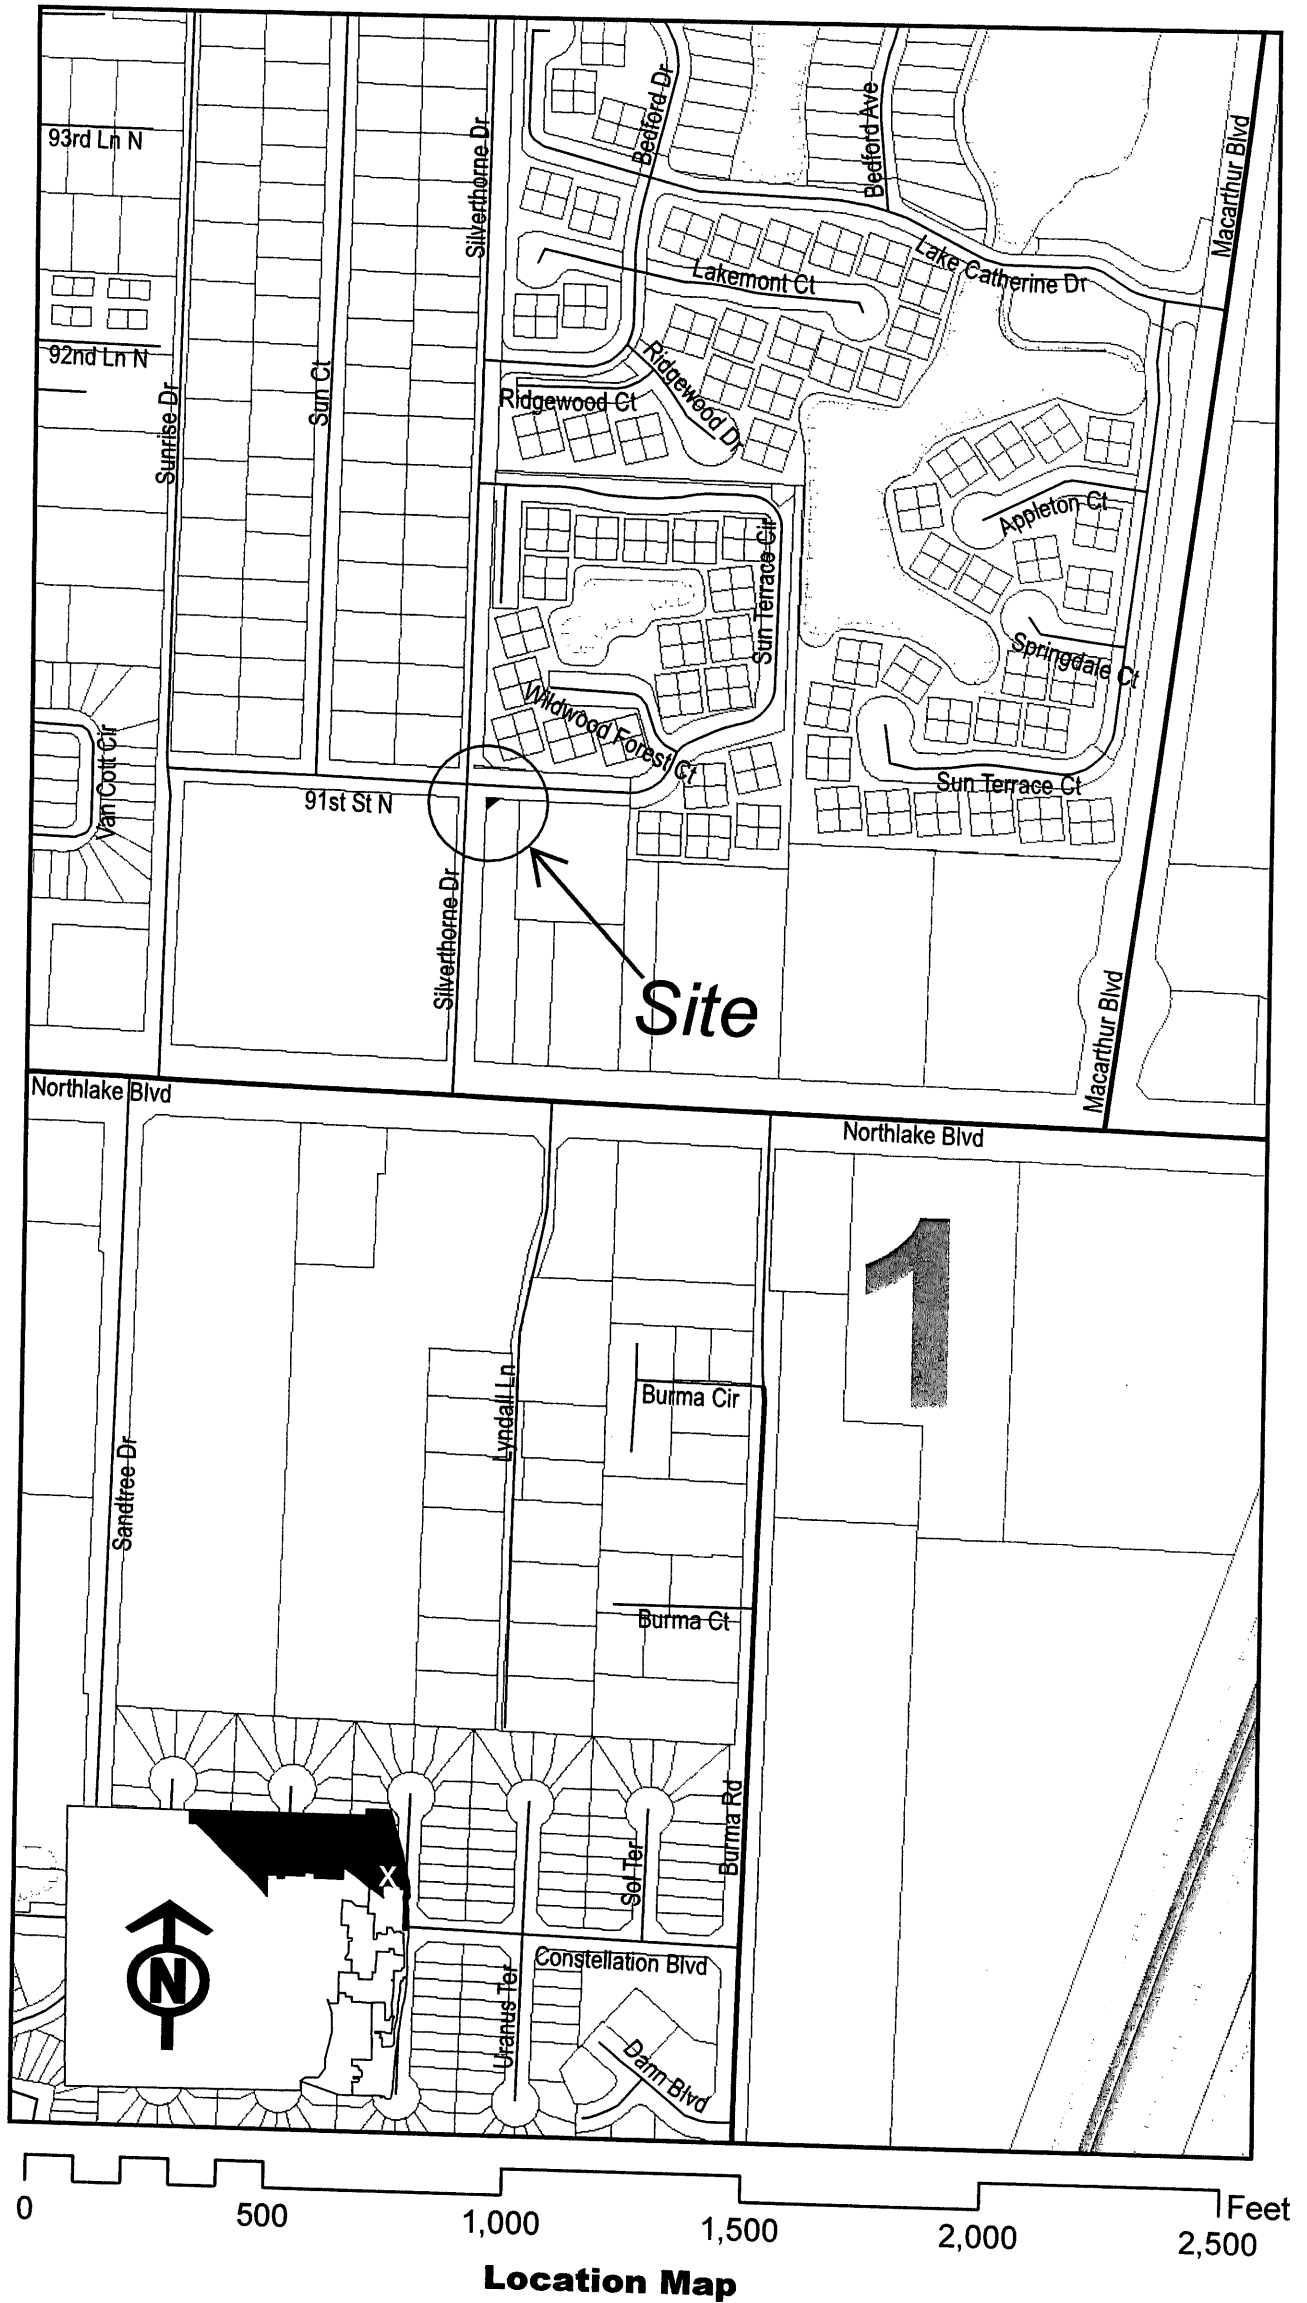 93rd Ln N
Silverthorne Dr
Bedford Dr
Bedford Ave
Macarthur Blvd
Lake Catherine Dr
Lakemont Ct
92nd Ln N
Sunrise Dr
Sun Ct
Ridgewood Ct
Ridgewood Dr
Appleton Ct
Sun Terrace Cir
Springdale Ct
Wildwood Forest Ct
Van Cott Cir
91st St N
Sun Terrace Ct
Silverthorne Dr
Site
Macarthur Blvd
Northlake Blvd
Northlake Blvd
1
Burma Cir
Lyndall Ln
Sandtree Dr
Burma Ct
Burma Rd
Sol Ter
X
N
Constellation Blvd
Uranus Ter
Dann Blvd
0
500
1,000
1,500
2,000
2,500
Feet
Location Map